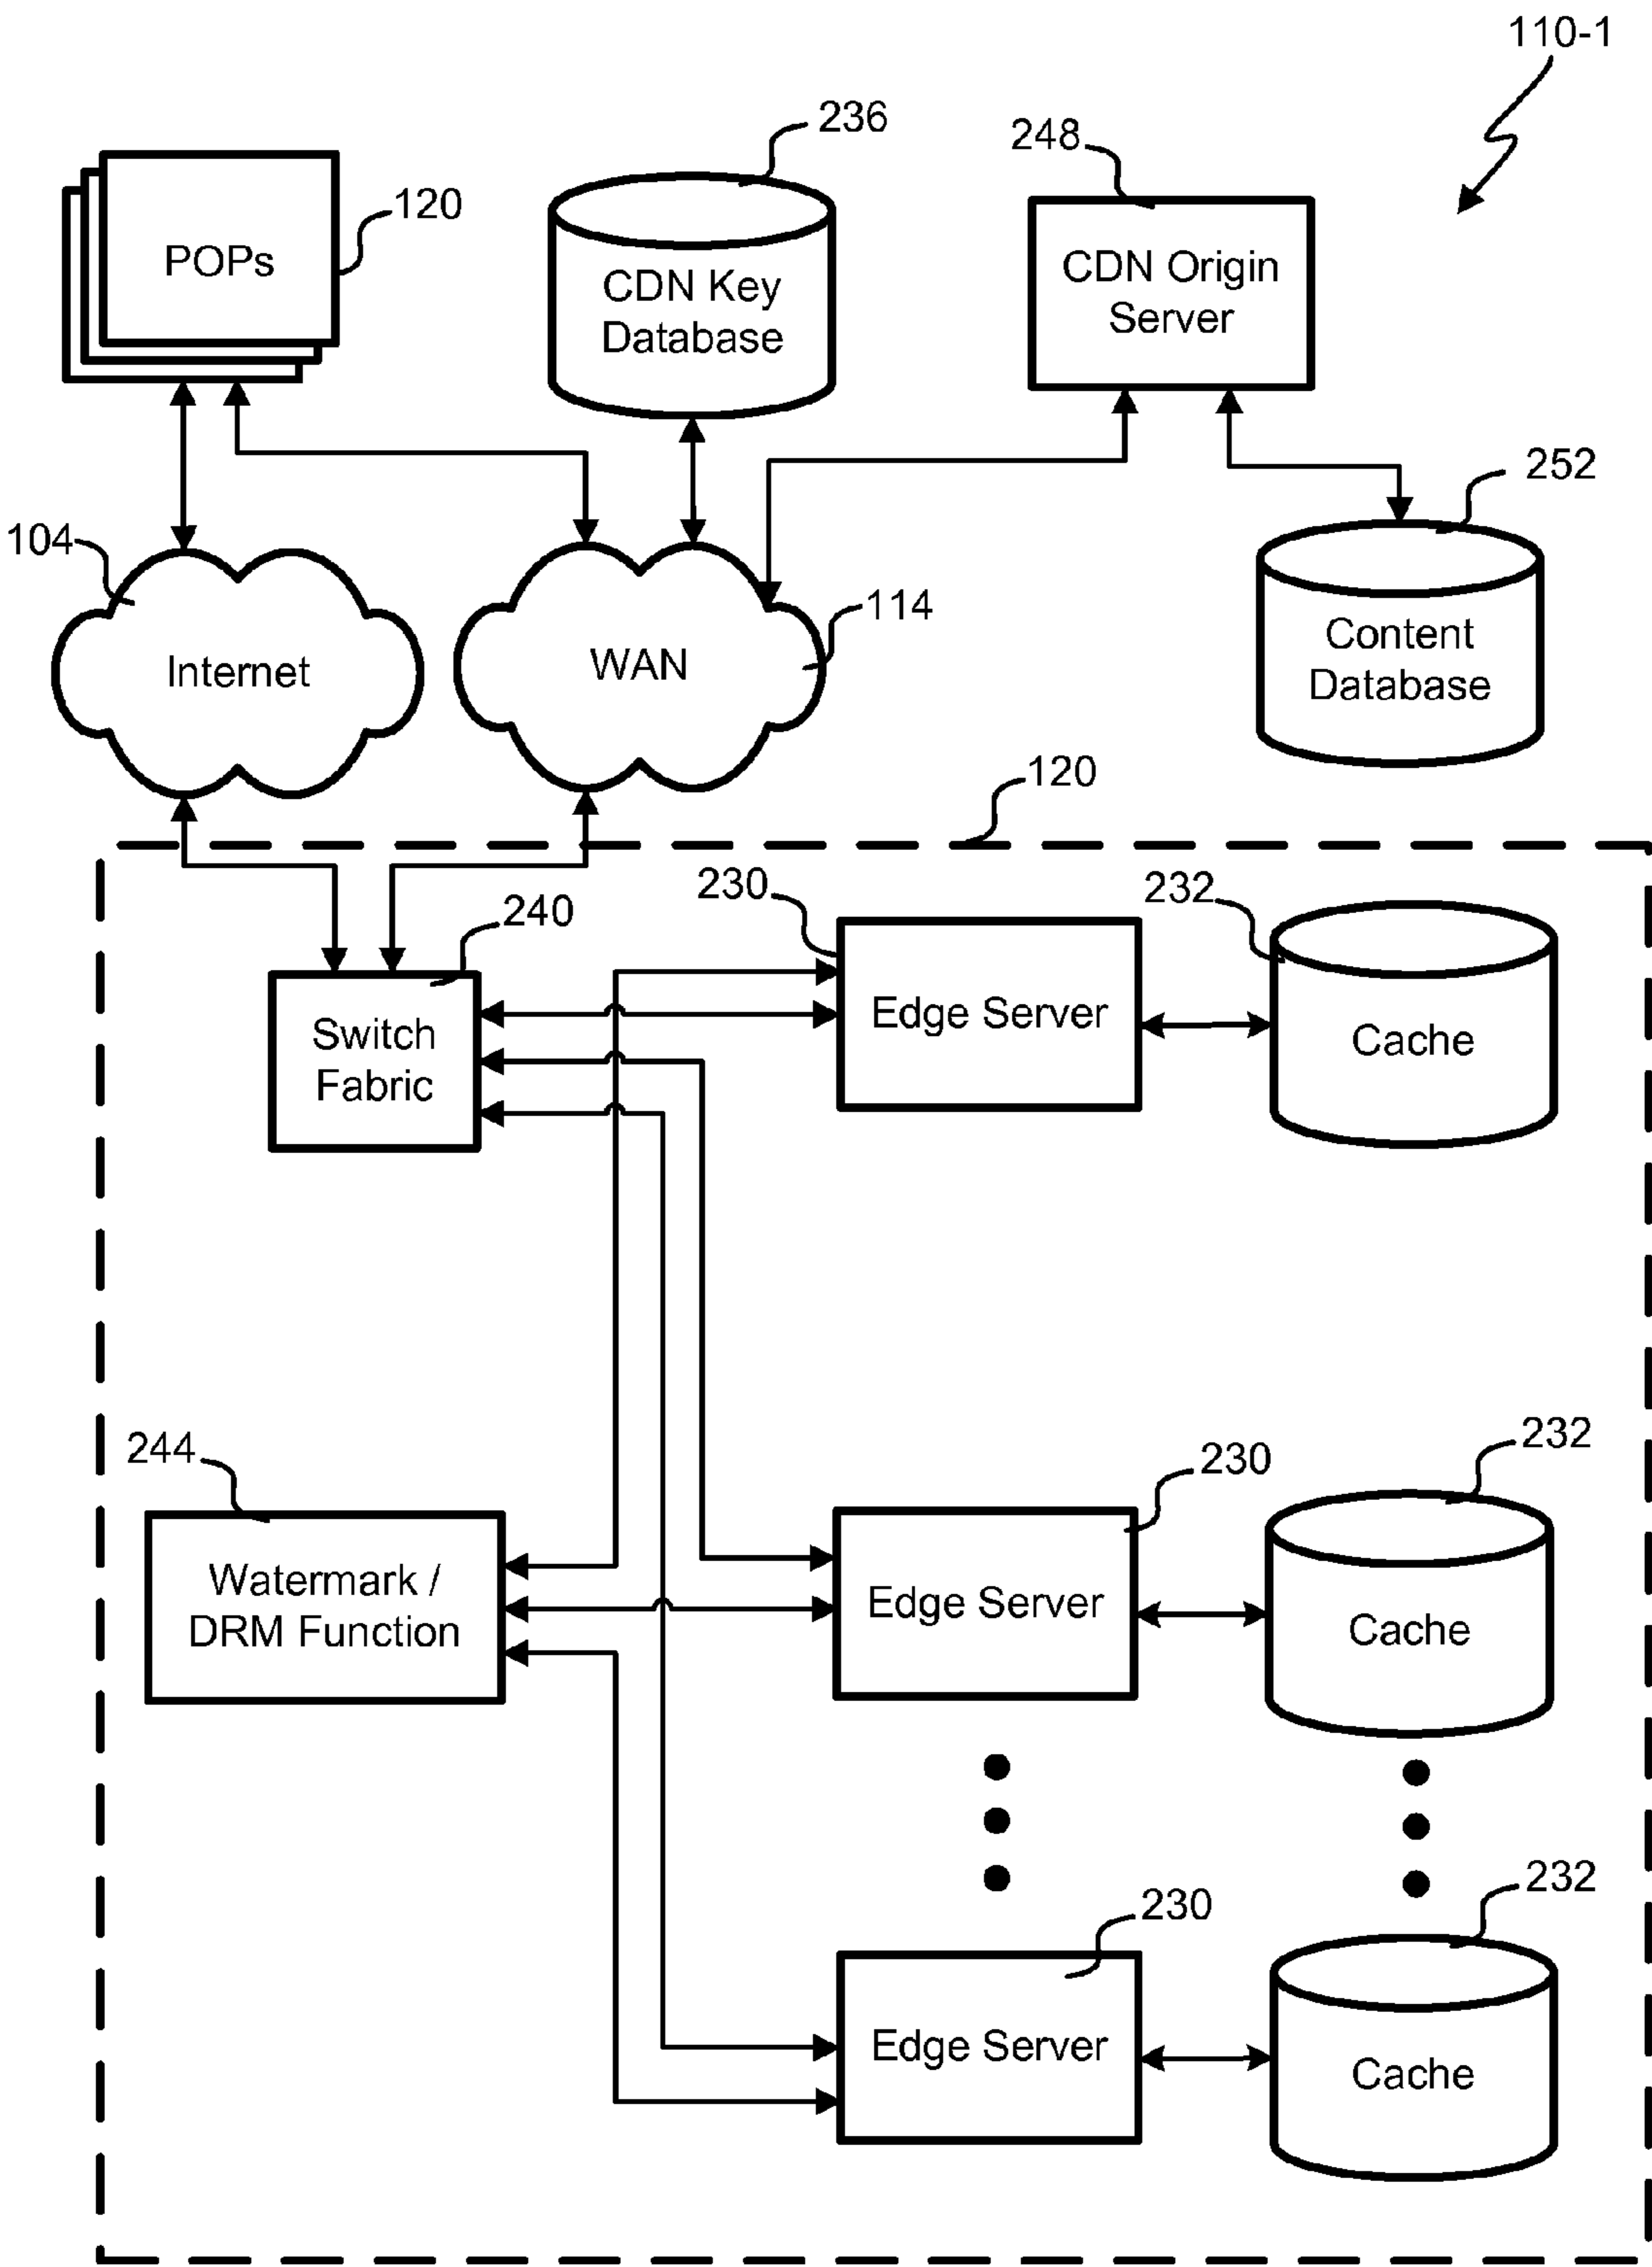 110-1
236
248
120
POPs
CDN Key
Database
CDN Origin
Server
252
104
114
Internet
WAN
Content
Database
120
230
232
240
Switch
Fabric
Edge Server
Cache
244
230
232
Watermark /
DRM Function
Edge Server
Cache
230
232
Edge Server
Cache